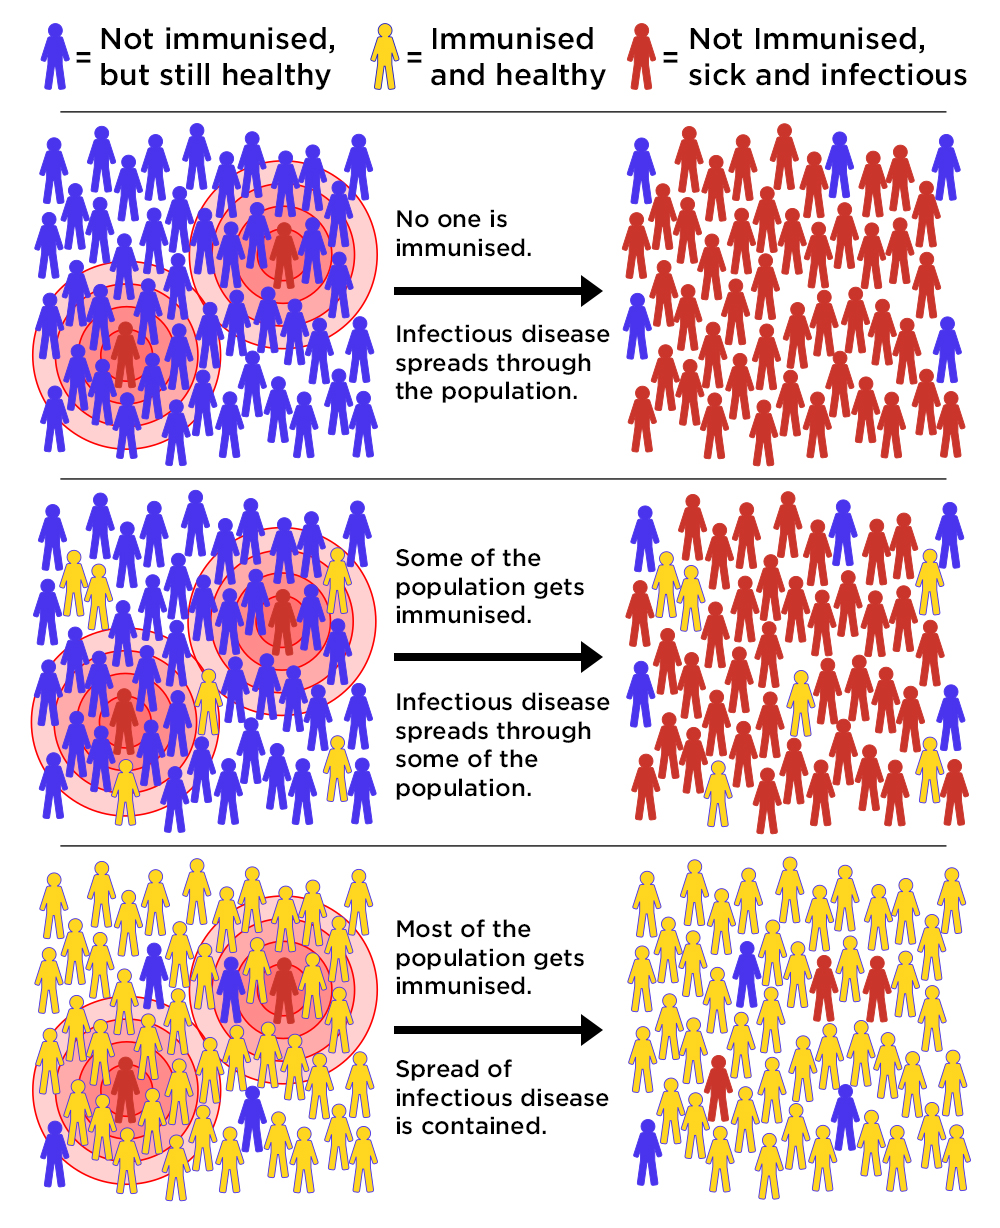 = Not immunised,
but still healthy
= Immunised
and healthy
= Not Immunised,
sick and infectious
No one is
immunised.
Infectious disease
spreads through
the population.
Some of the
population gets
immunised.
Infectious disease
spreads through
some of the
population.
Most of the
population gets
immunised.
Spread of
infectious disease
is contained.